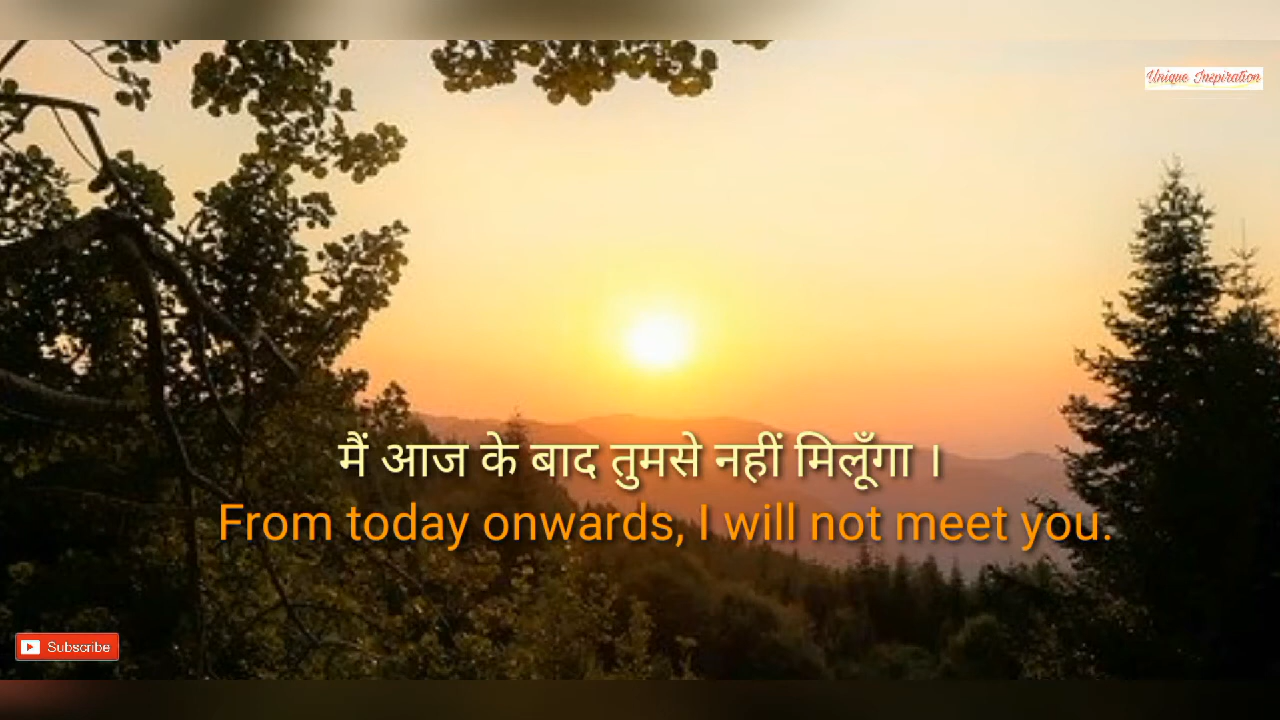 Unique Inspiration
मैं आज के बाद तुमसे नहीं मिलूँगा ।
From today onwards, I will not meet you.
Subscribe